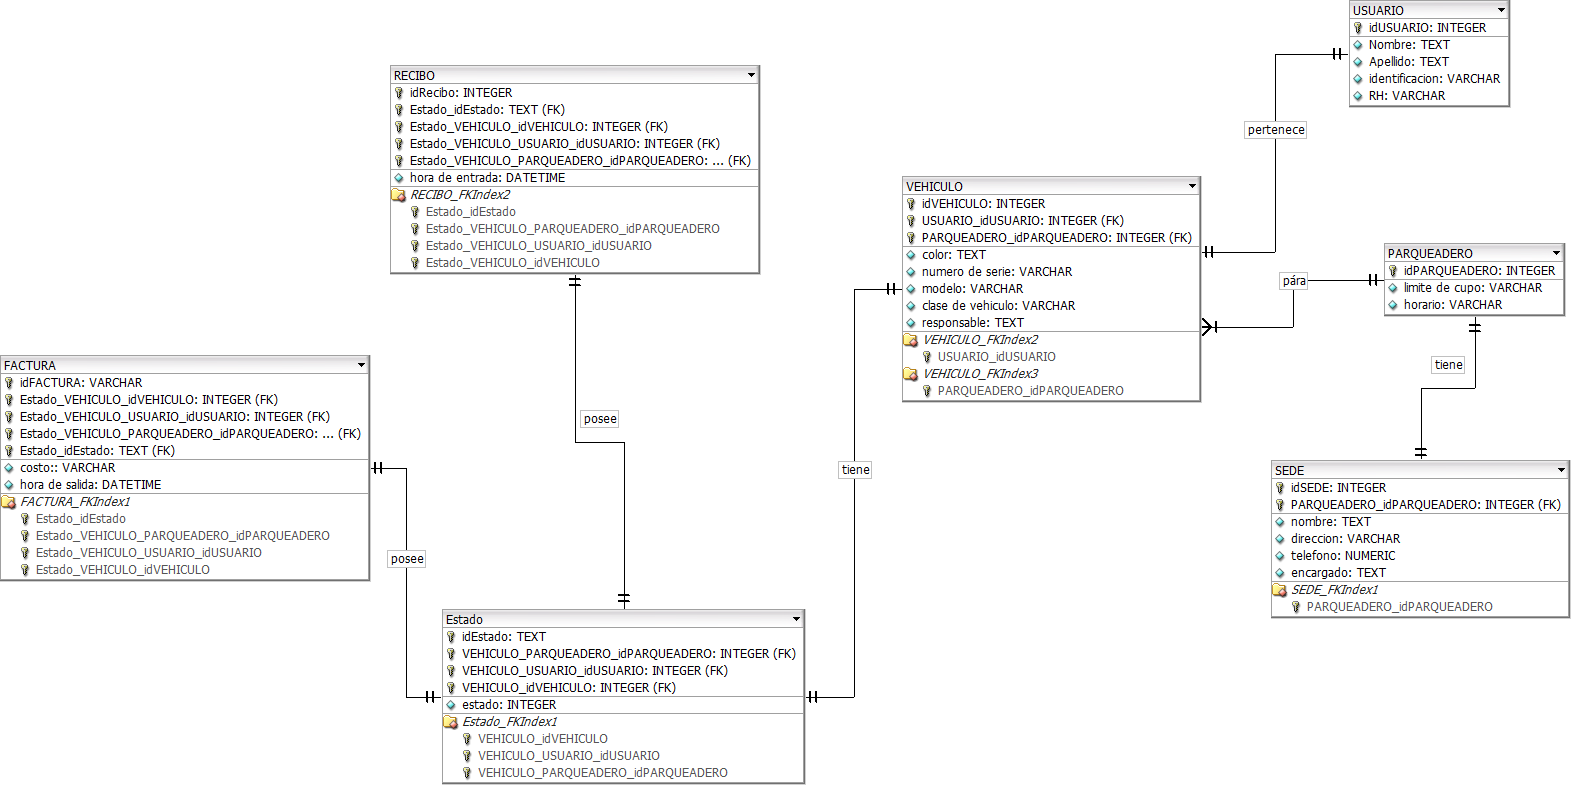 USUARIO
idUSUARIO: INTEGER
Nombre: TEXT
Apellido: TEXT
identificacion: VARCHAR
RH: VARCHAR
pertenece
RECIBO
idRecibo: INTEGER
Estado_idEstado: TEXT (FK)
Estado_VEHICULO_idVEHICULO: INTEGER (FK)
Estado_VEHICULO_USUARIO_idUSUARIO: INTEGER (FK)
Estado_VEHICULO_PARQUEADERO_idPARQUEADERO: ... (FK)
hora de entrada: DATETIME
RECIBO_FKIndex2
Estado_idEstado
Estado_VEHICULO_PARQUEADERO_idPARQUEADERO
Estado_VEHICULO_USUARIO_idUSUARIO
Estado_VEHICULO_idVEHICULO
VEHICULO
idVEHICULO: INTEGER
USUARIO_idUSUARIO: INTEGER (FK)
PARQUEADERO_idPARQUEADERO: INTEGER (FK)
color: TEXT
numero de serie: VARCHAR
modelo: VARCHAR
clase de vehiculo: VARCHAR
responsable: TEXT
VEHICULO_FKIndex2
USUARIO_idUSUARIO
VEHICULO_FKIndex3
PARQUEADERO_idPARQUEADERO
pára
PARQUEADERO
idPARQUEADERO: INTEGER
limite de cupo: VARCHAR
horario: VARCHAR
tiene
FACTURA
idFACTURA: VARCHAR
Estado_VEHICULO_idVEHICULO: INTEGER (FK)
Estado_VEHICULO_USUARIO_idUSUARIO: INTEGER (FK)
Estado_VEHICULO_PARQUEADERO_idPARQUEADERO: ... (FK)
Estado_idEstado: TEXT (FK)
costo:: VARCHAR
hora de salida: DATETIME
FACTURA_FKIndex1
Estado_idEstado
Estado_VEHICULO_PARQUEADERO_idPARQUEADERO
Estado_VEHICULO_USUARIO_idUSUARIO
Estado_VEHICULO_idVEHICULO
posee
posee
tiene
SEDE
idSEDE: INTEGER
PARQUEADERO_idPARQUEADERO: INTEGER (FK)
nombre: TEXT
direccion: VARCHAR
telefono: NUMERIC
encargado: TEXT
SEDE_FKIndex1
PARQUEADERO_idPARQUEADERO
Estado
idEstado: TEXT
VEHICULO_PARQUEADERO_idPARQUEADERO: INTEGER (FK)
VEHICULO_USUARIO_idUSUARIO: INTEGER (FK)
VEHICULO_idVEHICULO: INTEGER (FK)
estado: INTEGER
Estado_FKIndex1
VEHICULO_idVEHICULO
VEHICULO_USUARIO_idUSUARIO
VEHICULO_PARQUEADERO_idPARQUEADERO